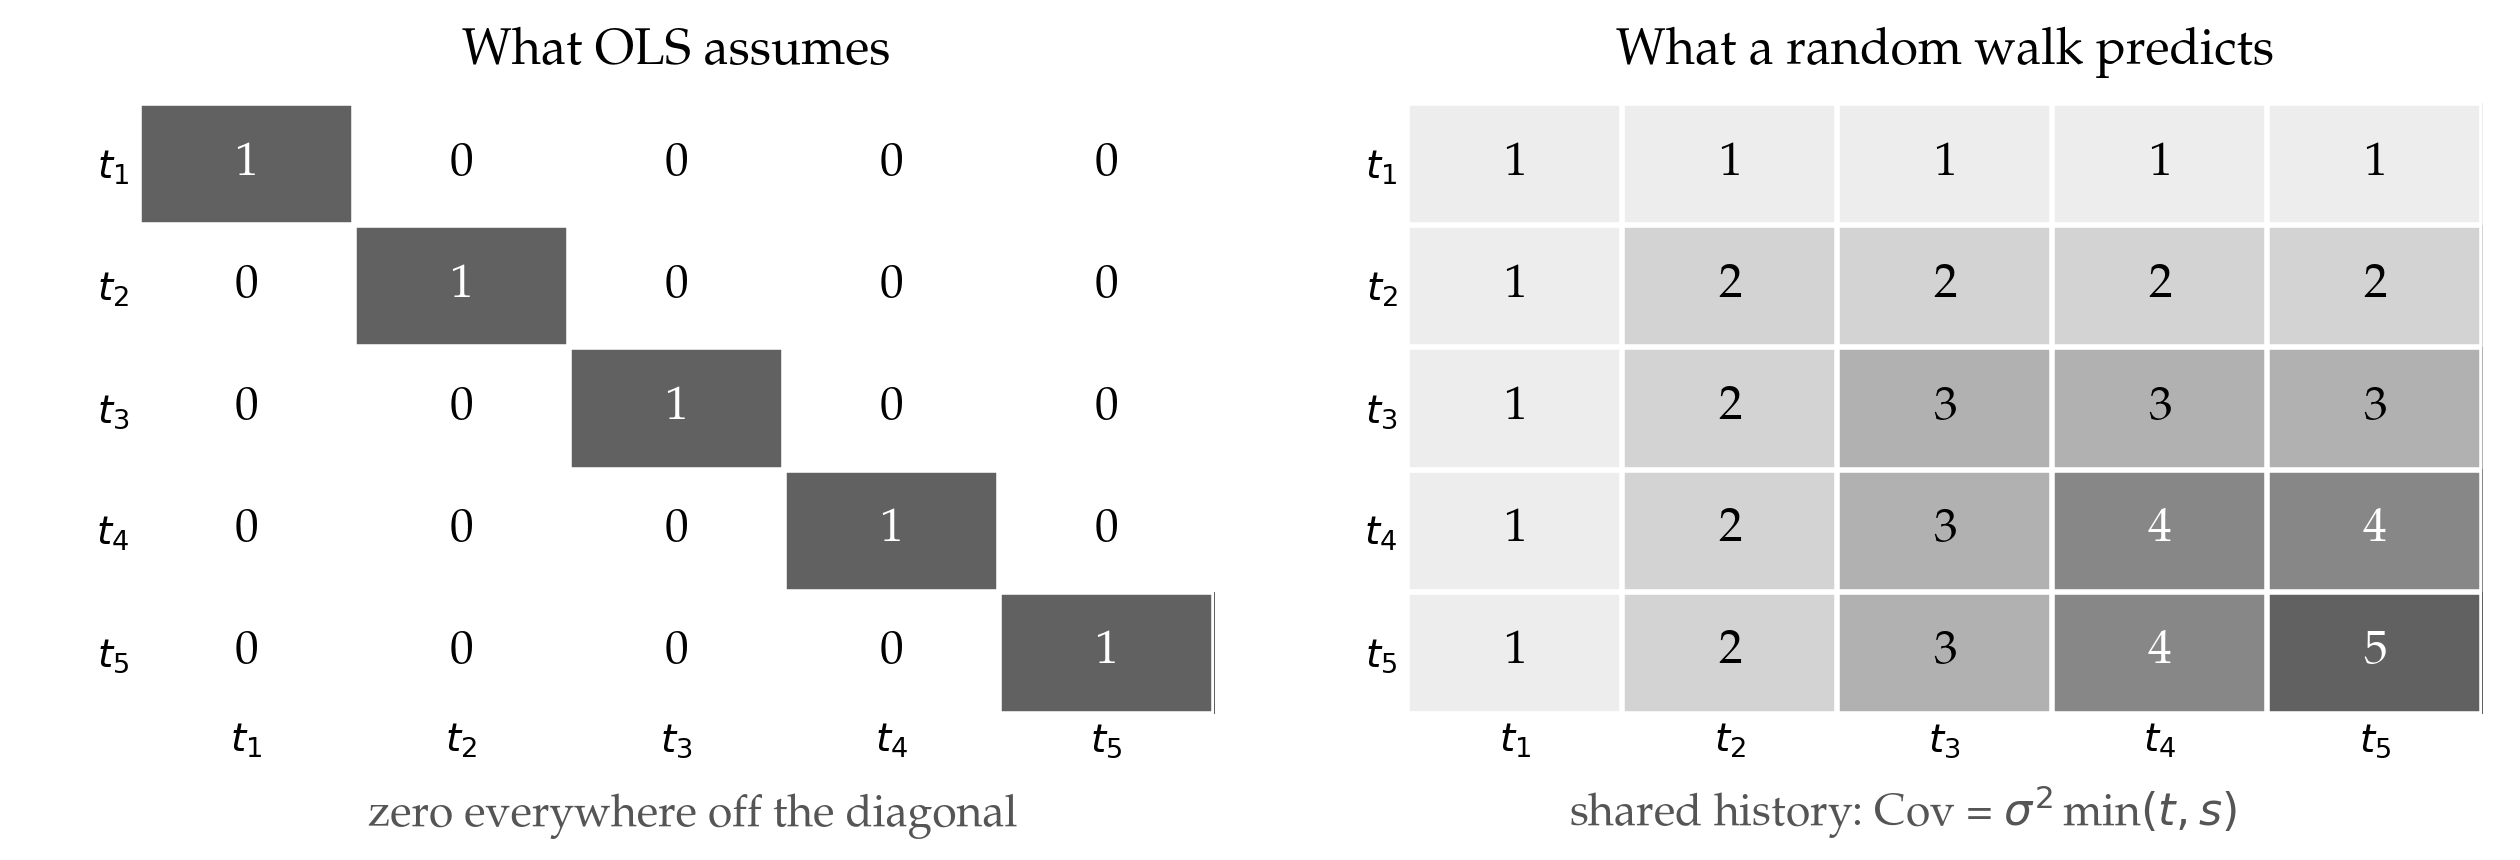 What OLS assumes
t₁ 1 0 0 0 0
t₂ 0 1 0 0 0
t₃ 0 0 1 0 0
t₄ 0 0 0 1 0
t₅ 0 0 0 0 1
t₁ t₂ t₃ t₄ t₅
zero everywhere off the diagonal
What a random walk predicts
t₁ 1 1 1 1 1
t₂ 1 2 2 2 2
t₃ 1 2 3 3 3
t₄ 1 2 3 4 4
t₅ 1 2 3 4 5
t₁ t₂ t₃ t₄ t₅
shared history: Cov = σ² min(t, s)